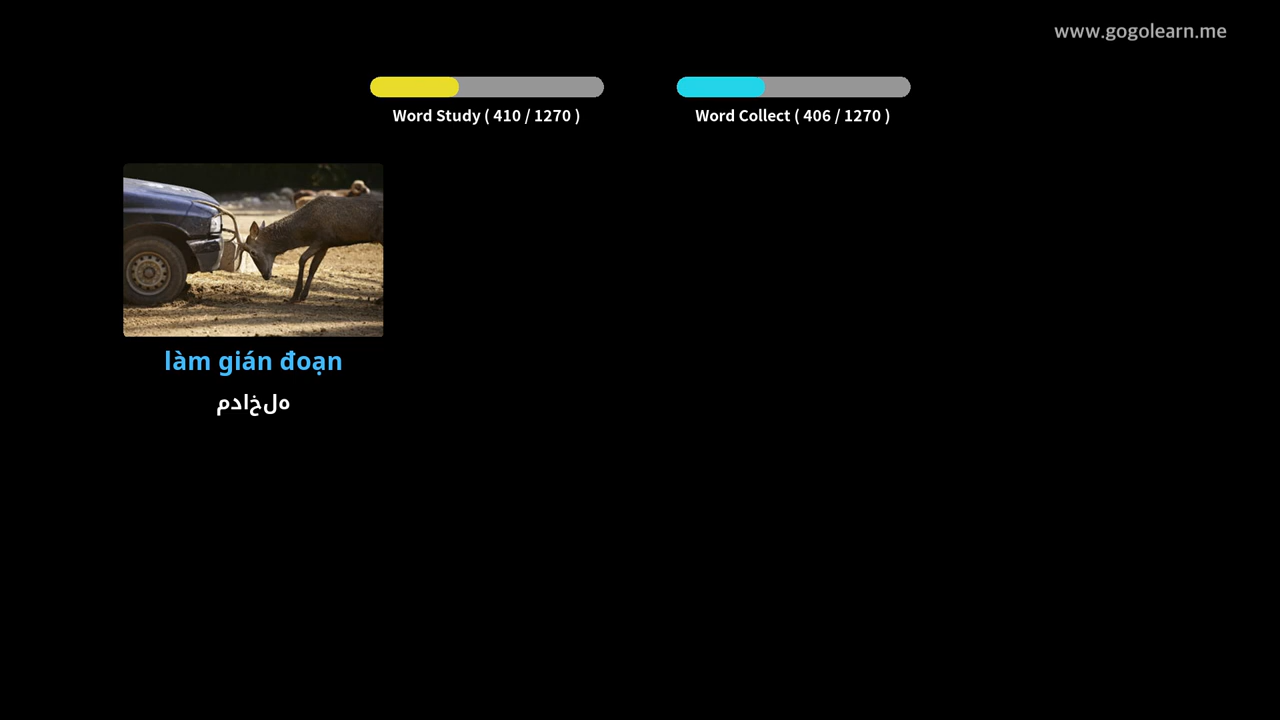 www.gogolearn.me
Word Study ( 410 / 1270 )
Word Collect ( 406 / 1270 )
làm gián đoạn
مداخله